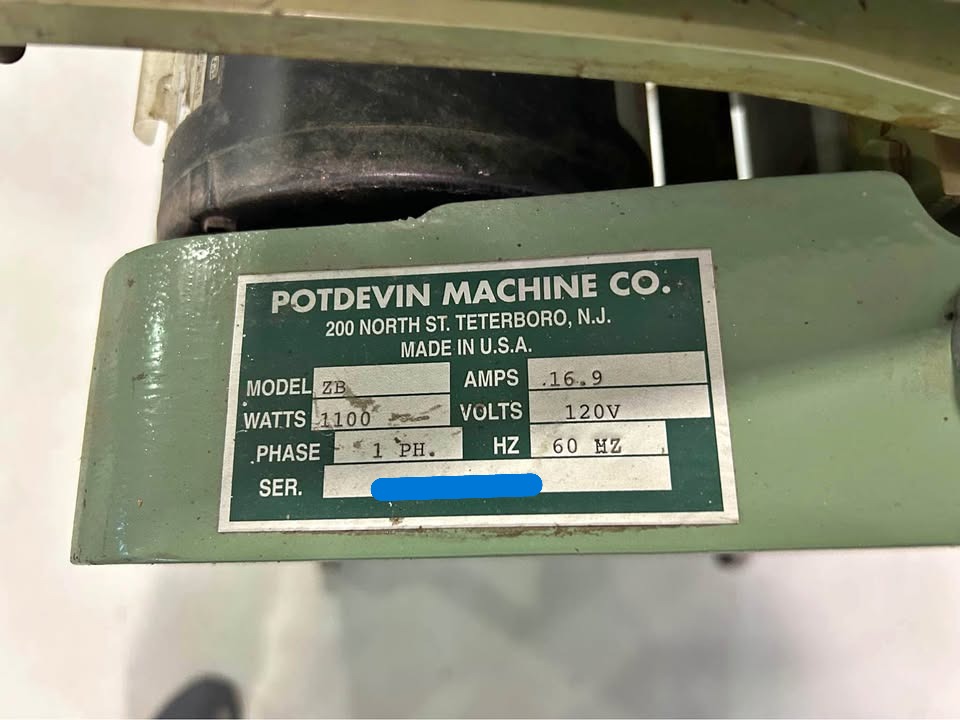 POTDEVIN MACHINE CO.
200 NORTH ST. TETERBORO, N.J.
MADE IN U.S.A.
MODEL ZB AMPS .16.9
WATTS 1100 VOLTS 120V
PHASE 1 PH. HZ 60 MZ
SER.